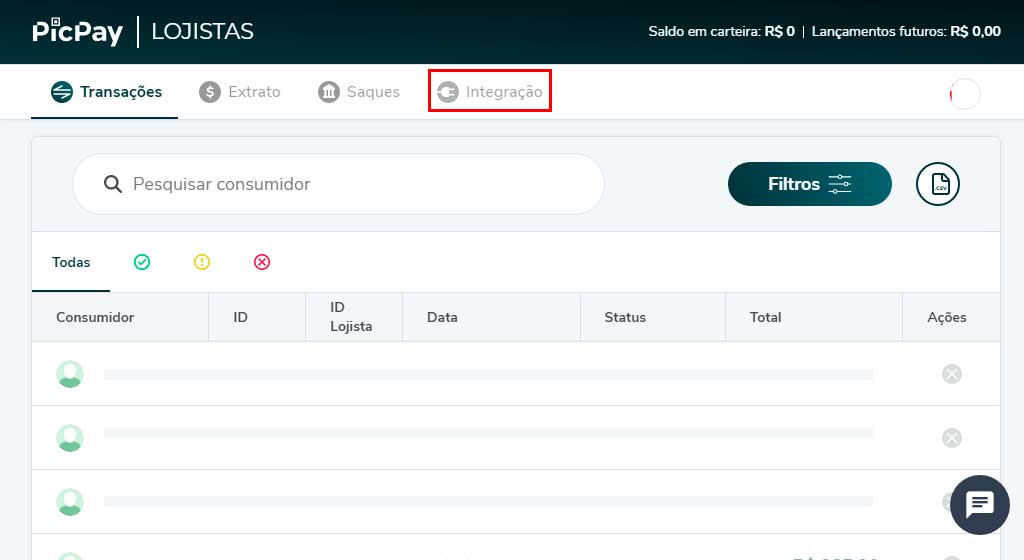 PicPay | LOJISTAS
Saldo em carteira: R$ 0 | Lançamentos futuros: R$ 0,00
Transações
Extrato
Saques
Integração
Pesquisar consumidor
Filtros
.csv
Todas
Consumidor
ID
ID
Lojista
Data
Status
Total
Ações